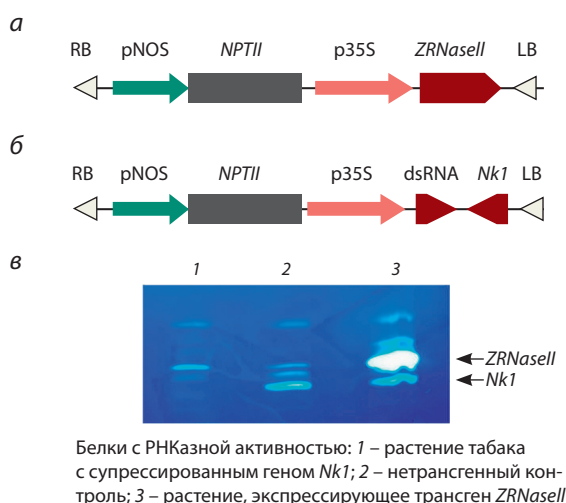 а
RB pNOS NPTII p35S ZRNaseII LB
б
RB pNOS NPTII p35S dsRNA Nk1 LB
в
1 2 3
ZRNaseII
Nk1
Белки с РНКазной активностью: 1 – растение табака
с супрессированным геном Nk1; 2 – нетрансгенный кон-
троль; 3 – растение, экспрессирующее трансген ZRNaseII